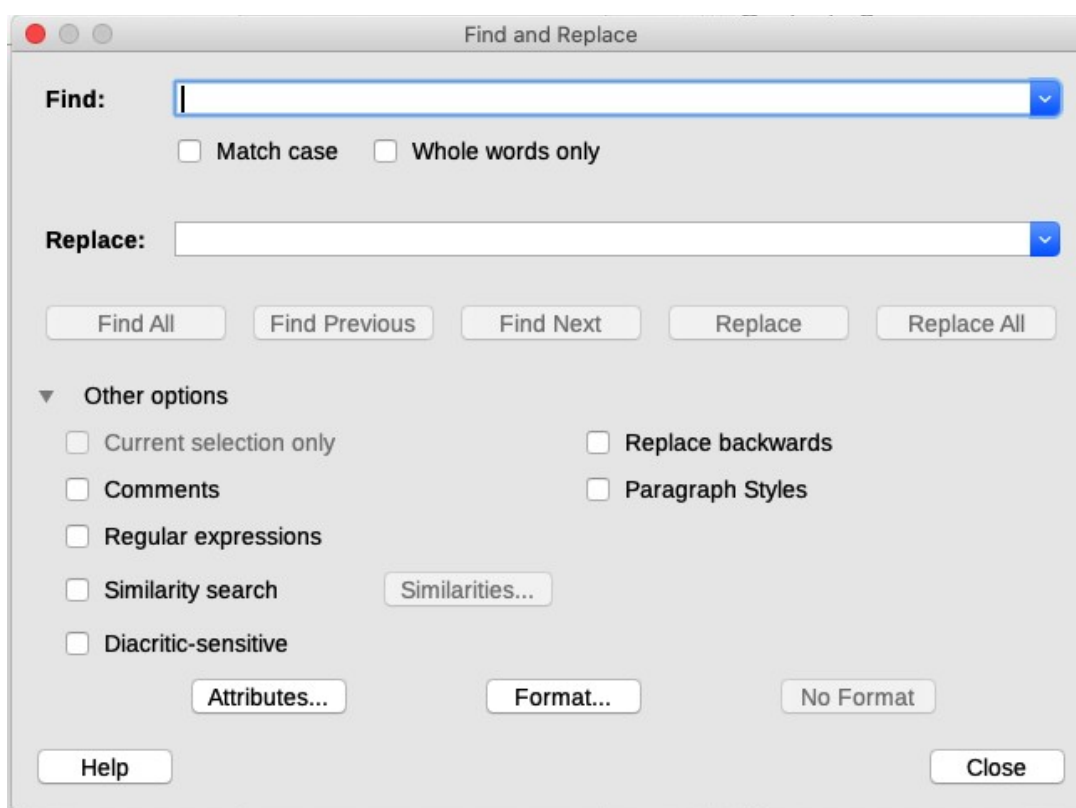 Find and Replace
Find:
Match case Whole words only
Replace:
Find All Find Previous Find Next Replace Replace All
Other options
Current selection only Replace backwards
Comments Paragraph Styles
Regular expressions
Similarity search Similarities...
Diacritic-sensitive
Attributes... Format... No Format
Help Close